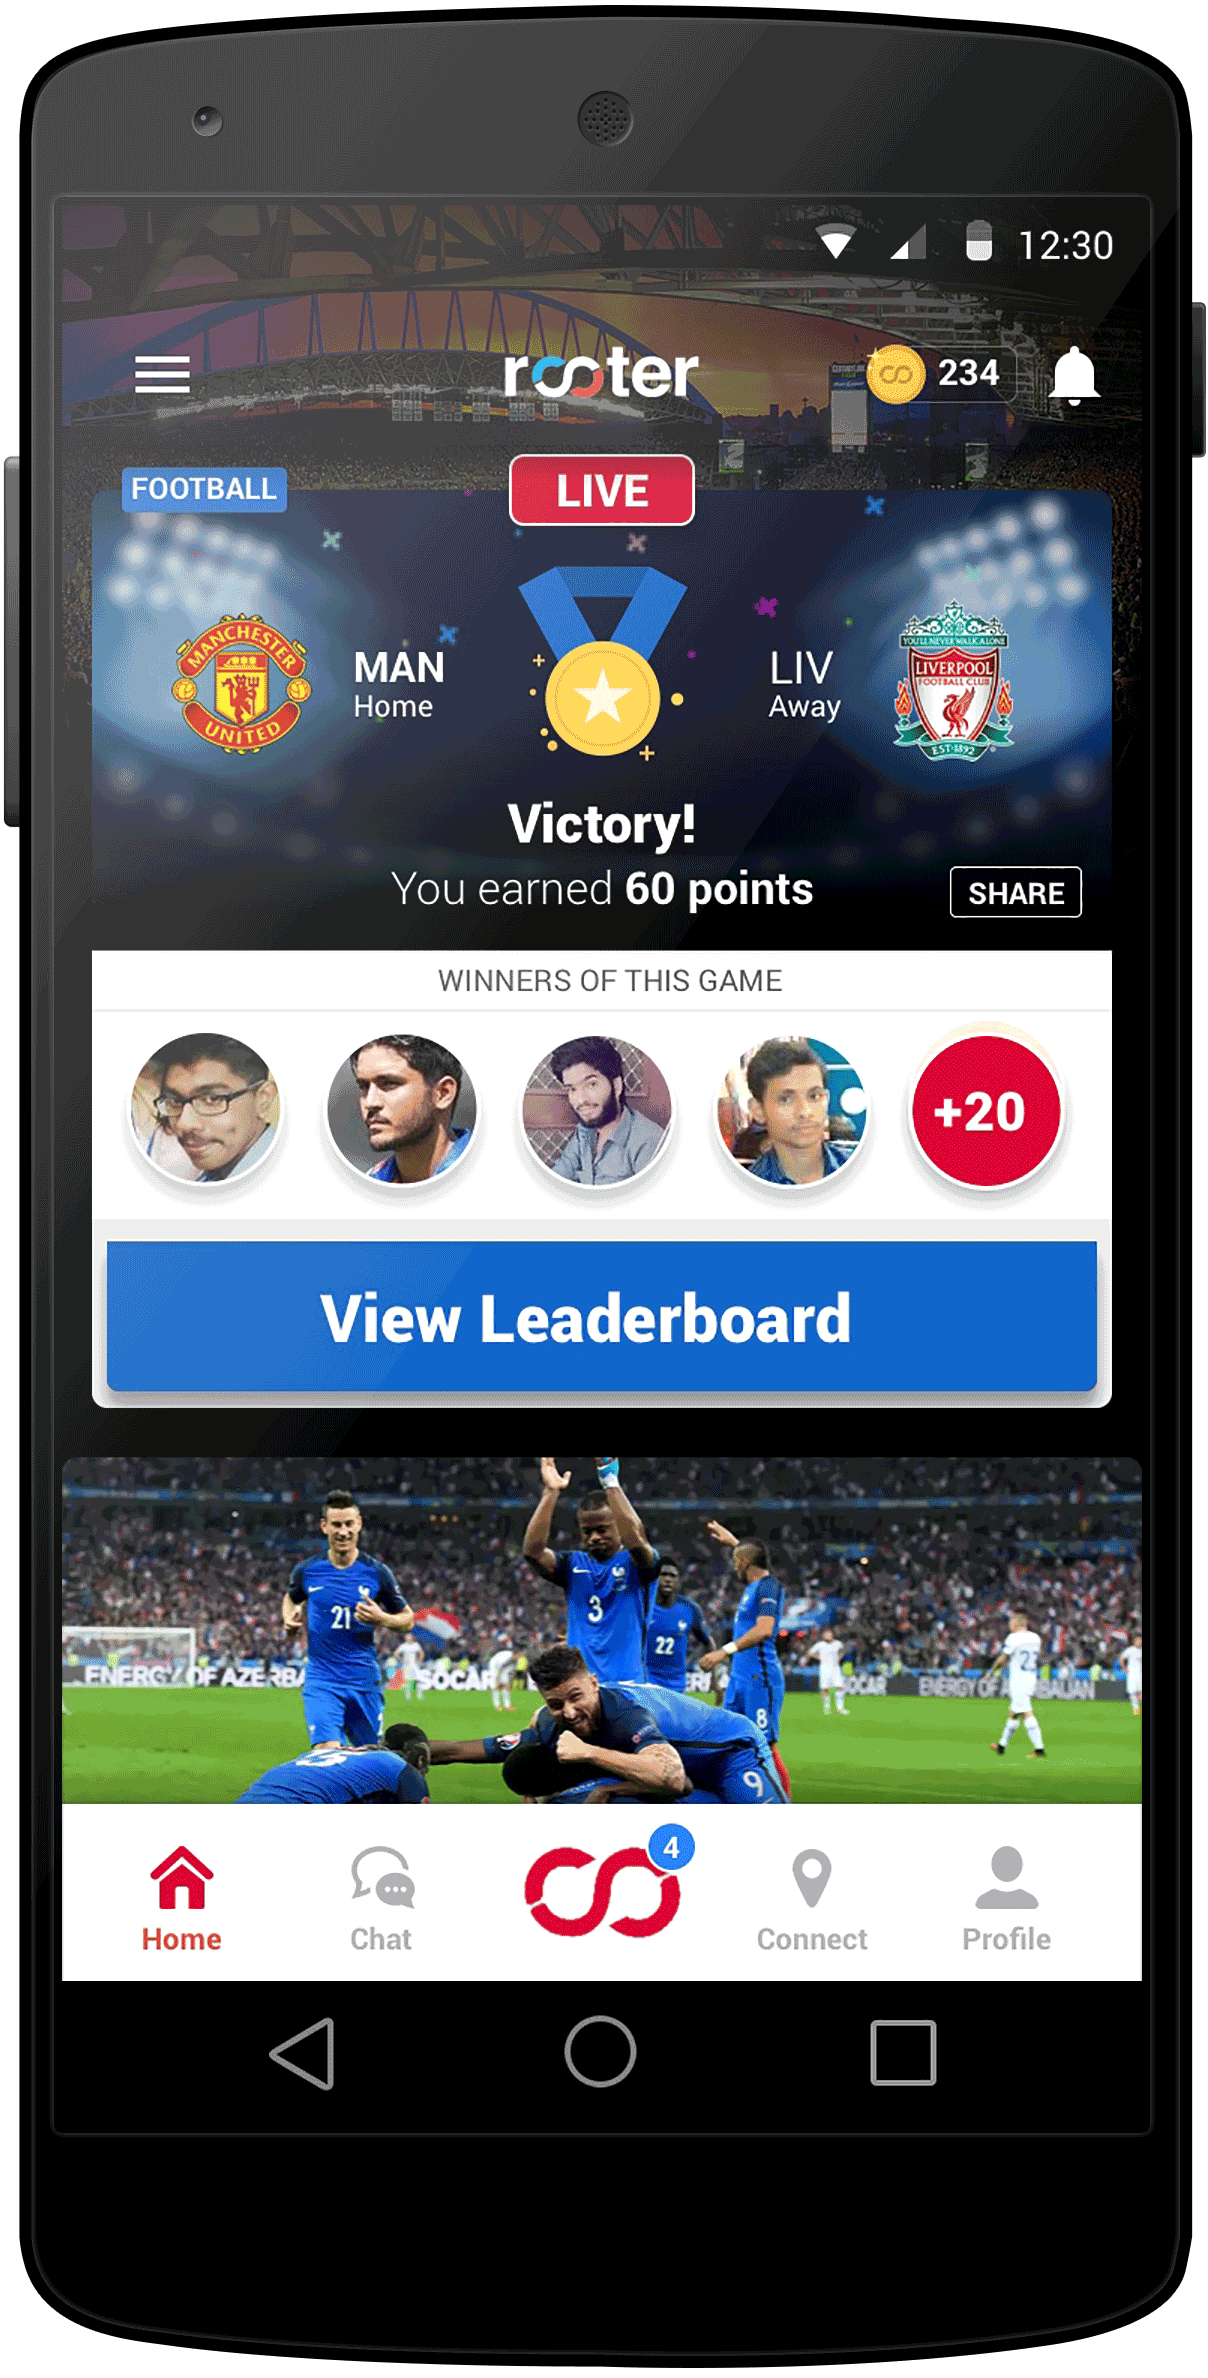 12:30
rooter
234
FOOTBALL
LIVE
MANCHESTER
UNITED
MAN
Home
LIV
Away
YOU'LL NEVER WALK ALONE
LIVERPOOL
FOOTBALL CLUB
EST·1892
Victory!
You earned 60 points
SHARE
WINNERS OF THIS GAME
+20
View Leaderboard
21
3
22
25
ENERGY OF AZERBA
SOCAR
SOCAR
ENERGY OF
8
9
4
Home
Chat
Connect
Profile